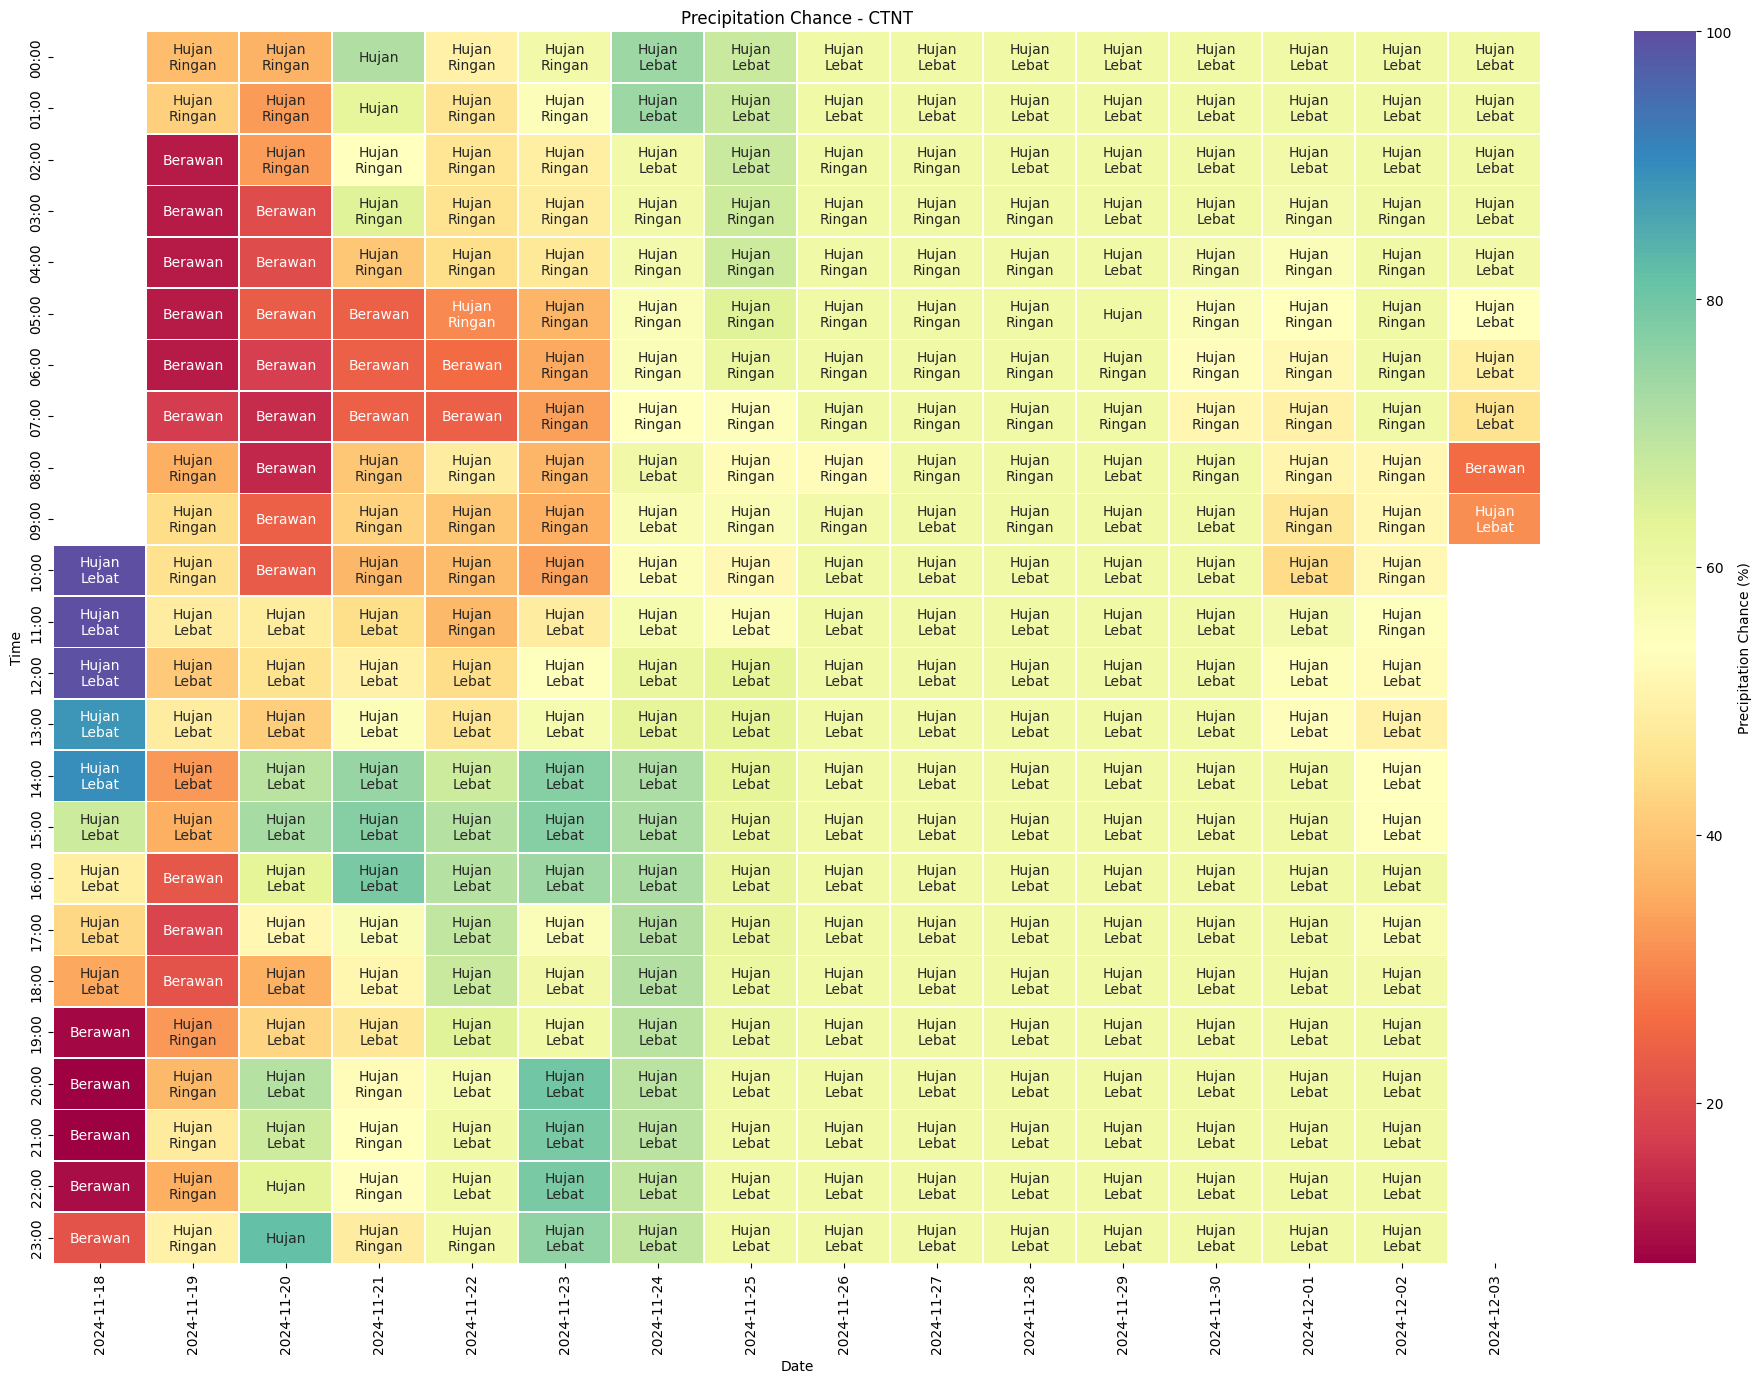 Precipitation Chance - CTNT
Time
00:00 Hujan Ringan Hujan Ringan Hujan Hujan Ringan Hujan Ringan Hujan Lebat Hujan Lebat Hujan Lebat Hujan Lebat Hujan Lebat Hujan Lebat Hujan Lebat Hujan Lebat Hujan Lebat Hujan Lebat
01:00 Hujan Ringan Hujan Ringan Hujan Hujan Ringan Hujan Ringan Hujan Lebat Hujan Lebat Hujan Lebat Hujan Lebat Hujan Lebat Hujan Lebat Hujan Lebat Hujan Lebat Hujan Lebat Hujan Lebat
02:00 Berawan Hujan Ringan Hujan Ringan Hujan Ringan Hujan Ringan Hujan Lebat Hujan Lebat Hujan Ringan Hujan Ringan Hujan Lebat Hujan Lebat Hujan Lebat Hujan Lebat Hujan Lebat Hujan Lebat
03:00 Berawan Berawan Hujan Ringan Hujan Ringan Hujan Ringan Hujan Ringan Hujan Ringan Hujan Ringan Hujan Ringan Hujan Ringan Hujan Lebat Hujan Lebat Hujan Ringan Hujan Ringan Hujan Lebat
04:00 Berawan Berawan Hujan Ringan Hujan Ringan Hujan Ringan Hujan Ringan Hujan Ringan Hujan Ringan Hujan Ringan Hujan Ringan Hujan Lebat Hujan Ringan Hujan Ringan Hujan Ringan Hujan Lebat
05:00 Berawan Berawan Berawan Hujan Ringan Hujan Ringan Hujan Ringan Hujan Ringan Hujan Ringan Hujan Ringan Hujan Ringan Hujan Hujan Ringan Hujan Ringan Hujan Ringan Hujan Lebat
06:00 Berawan Berawan Berawan Berawan Hujan Ringan Hujan Ringan Hujan Ringan Hujan Ringan Hujan Ringan Hujan Ringan Hujan Ringan Hujan Ringan Hujan Ringan Hujan Ringan Hujan Lebat
07:00 Berawan Berawan Berawan Berawan Hujan Ringan Hujan Ringan Hujan Ringan Hujan Ringan Hujan Ringan Hujan Ringan Hujan Ringan Hujan Ringan Hujan Ringan Hujan Ringan Hujan Lebat
08:00 Hujan Ringan Berawan Hujan Ringan Hujan Ringan Hujan Ringan Hujan Lebat Hujan Ringan Hujan Ringan Hujan Ringan Hujan Ringan Hujan Lebat Hujan Ringan Hujan Ringan Hujan Ringan Berawan
09:00 Hujan Ringan Berawan Hujan Ringan Hujan Ringan Hujan Ringan Hujan Lebat Hujan Ringan Hujan Ringan Hujan Lebat Hujan Ringan Hujan Lebat Hujan Lebat Hujan Ringan Hujan Ringan Hujan Lebat
10:00 Hujan Lebat Hujan Ringan Berawan Hujan Ringan Hujan Ringan Hujan Ringan Hujan Lebat Hujan Ringan Hujan Lebat Hujan Lebat Hujan Lebat Hujan Lebat Hujan Lebat Hujan Lebat Hujan Ringan
11:00 Hujan Lebat Hujan Lebat Hujan Lebat Hujan Lebat Hujan Ringan Hujan Lebat Hujan Lebat Hujan Lebat Hujan Lebat Hujan Lebat Hujan Lebat Hujan Lebat Hujan Lebat Hujan Lebat Hujan Ringan
12:00 Hujan Lebat Hujan Lebat Hujan Lebat Hujan Lebat Hujan Lebat Hujan Lebat Hujan Lebat Hujan Lebat Hujan Lebat Hujan Lebat Hujan Lebat Hujan Lebat Hujan Lebat Hujan Lebat Hujan Lebat
13:00 Hujan Lebat Hujan Lebat Hujan Lebat Hujan Lebat Hujan Lebat Hujan Lebat Hujan Lebat Hujan Lebat Hujan Lebat Hujan Lebat Hujan Lebat Hujan Lebat Hujan Lebat Hujan Lebat Hujan Lebat
14:00 Hujan Lebat Hujan Lebat Hujan Lebat Hujan Lebat Hujan Lebat Hujan Lebat Hujan Lebat Hujan Lebat Hujan Lebat Hujan Lebat Hujan Lebat Hujan Lebat Hujan Lebat Hujan Lebat Hujan Lebat
15:00 Hujan Lebat Hujan Lebat Hujan Lebat Hujan Lebat Hujan Lebat Hujan Lebat Hujan Lebat Hujan Lebat Hujan Lebat Hujan Lebat Hujan Lebat Hujan Lebat Hujan Lebat Hujan Lebat Hujan Lebat
16:00 Hujan Lebat Berawan Hujan Lebat Hujan Lebat Hujan Lebat Hujan Lebat Hujan Lebat Hujan Lebat Hujan Lebat Hujan Lebat Hujan Lebat Hujan Lebat Hujan Lebat Hujan Lebat Hujan Lebat
17:00 Hujan Lebat Berawan Hujan Lebat Hujan Lebat Hujan Lebat Hujan Lebat Hujan Lebat Hujan Lebat Hujan Lebat Hujan Lebat Hujan Lebat Hujan Lebat Hujan Lebat Hujan Lebat Hujan Lebat
18:00 Hujan Lebat Berawan Hujan Lebat Hujan Lebat Hujan Lebat Hujan Lebat Hujan Lebat Hujan Lebat Hujan Lebat Hujan Lebat Hujan Lebat Hujan Lebat Hujan Lebat Hujan Lebat Hujan Lebat
19:00 Berawan Hujan Ringan Hujan Lebat Hujan Lebat Hujan Lebat Hujan Lebat Hujan Lebat Hujan Lebat Hujan Lebat Hujan Lebat Hujan Lebat Hujan Lebat Hujan Lebat Hujan Lebat Hujan Lebat
20:00 Berawan Hujan Ringan Hujan Lebat Hujan Ringan Hujan Lebat Hujan Lebat Hujan Lebat Hujan Lebat Hujan Lebat Hujan Lebat Hujan Lebat Hujan Lebat Hujan Lebat Hujan Lebat Hujan Lebat
21:00 Berawan Hujan Ringan Hujan Lebat Hujan Ringan Hujan Lebat Hujan Lebat Hujan Lebat Hujan Lebat Hujan Lebat Hujan Lebat Hujan Lebat Hujan Lebat Hujan Lebat Hujan Lebat Hujan Lebat
22:00 Berawan Hujan Ringan Hujan Hujan Ringan Hujan Lebat Hujan Lebat Hujan Lebat Hujan Lebat Hujan Lebat Hujan Lebat Hujan Lebat Hujan Lebat Hujan Lebat Hujan Lebat Hujan Lebat
23:00 Berawan Hujan Ringan Hujan Hujan Ringan Hujan Ringan Hujan Lebat Hujan Lebat Hujan Lebat Hujan Lebat Hujan Lebat Hujan Lebat Hujan Lebat Hujan Lebat Hujan Lebat Hujan Lebat
2024-11-18 2024-11-19 2024-11-20 2024-11-21 2024-11-22 2024-11-23 2024-11-24 2024-11-25 2024-11-26 2024-11-27 2024-11-28 2024-11-29 2024-11-30 2024-12-01 2024-12-02 2024-12-03
Date
100
80
60
40
20
Precipitation Chance (%)